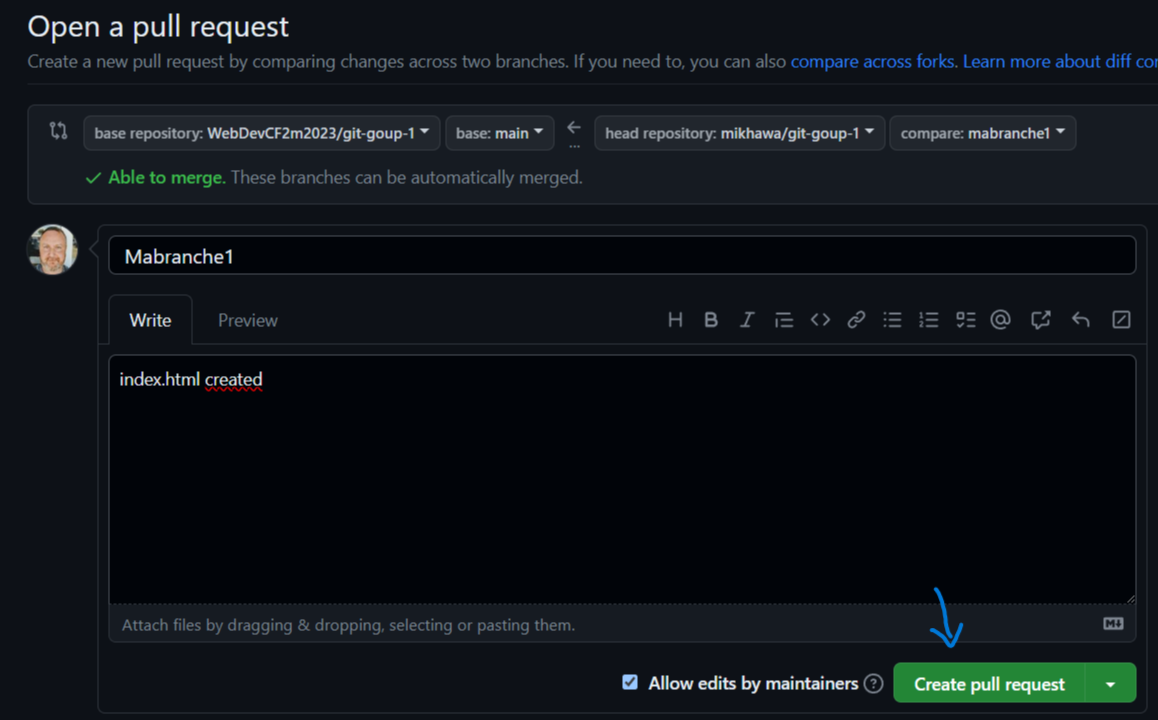 Open a pull request
Create a new pull request by comparing changes across two branches. If you need to, you can also compare across forks. Learn more about diff
base repository: WebDevCF2m2023/git-goup-1 base: main ... head repository: mikhawa/git-goup-1 compare: mabranche1
Able to merge. These branches can be automatically merged.
Mabranche1
Write Preview
index.html created
Attach files by dragging & dropping, selecting or pasting them.
Allow edits by maintainers Create pull request